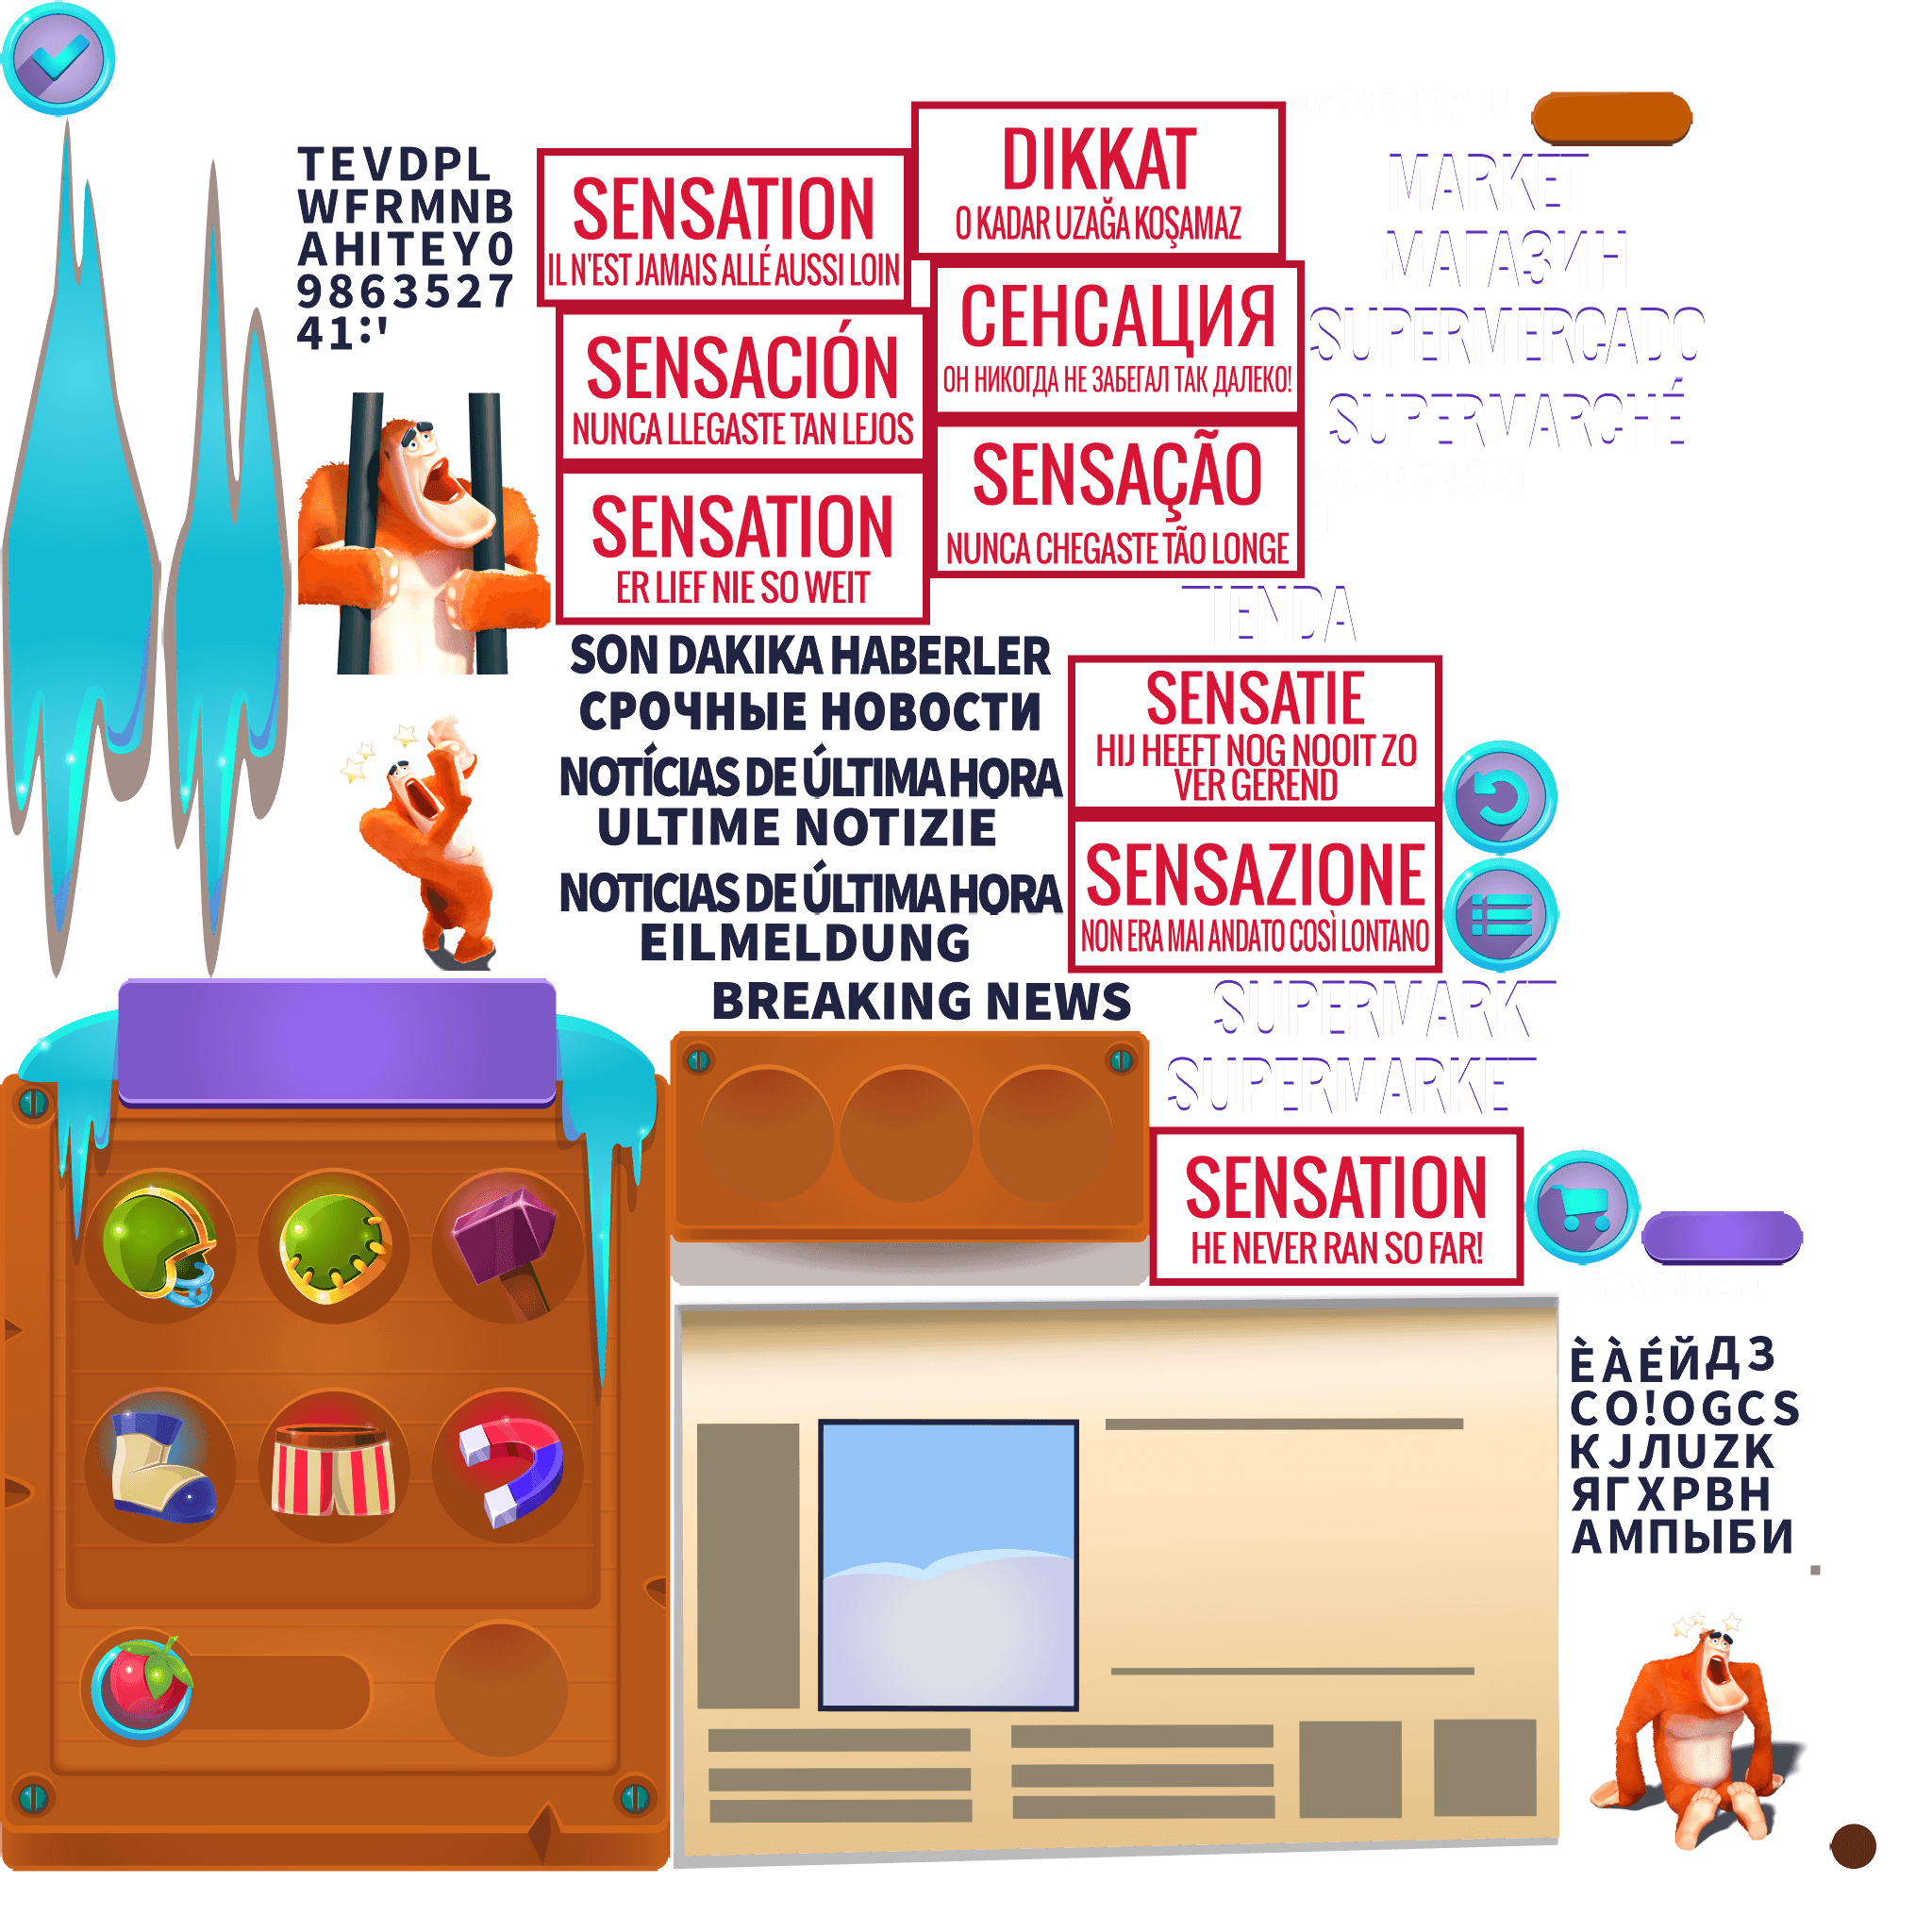 TEVDPL
WFRMNB
AHITEY0
9863527
41:'
SENSATION
IL N'EST JAMAIS ALLÉ AUSSI LOIN
DIKKAT
O KADAR UZAĞA KOŞAMAZ
MARKET
МАГАЗИН
SUPERMERCADO
SUPERMARCHÉ
SENSACIÓN
NUNCA LLEGASTE TAN LEJOS
СЕНСАЦИЯ
ОН НИКОГДА НЕ ЗАБЕГАЛ ТАК ДАЛЕКО!
SENSATION
ER LIEF NIE SO WEIT
SENSAÇÃO
NUNCA CHEGASTE TÃO LONGE
TIENDA
SON DAKIKA HABERLER
СРОЧНЫЕ НОВОСТИ
NOTÍCIAS DE ÚLTIMA HORA
ULTIME NOTIZIE
NOTICIAS DE ÚLTIMA HORA
EILMELDUNG
BREAKING NEWS
SENSATIE
HIJ HEEFT NOG NOOIT ZO
VER GEREND
SENSAZIONE
NON ERA MAI ANDATO COSÌ LONTANO
SUPERMARKT
SUPERMARKE
SENSATION
HE NEVER RAN SO FAR!
ÈÀÉЙДЗ
CO!OGCS
КJЛUZK
ЯГХРВН
АМПЫБИ